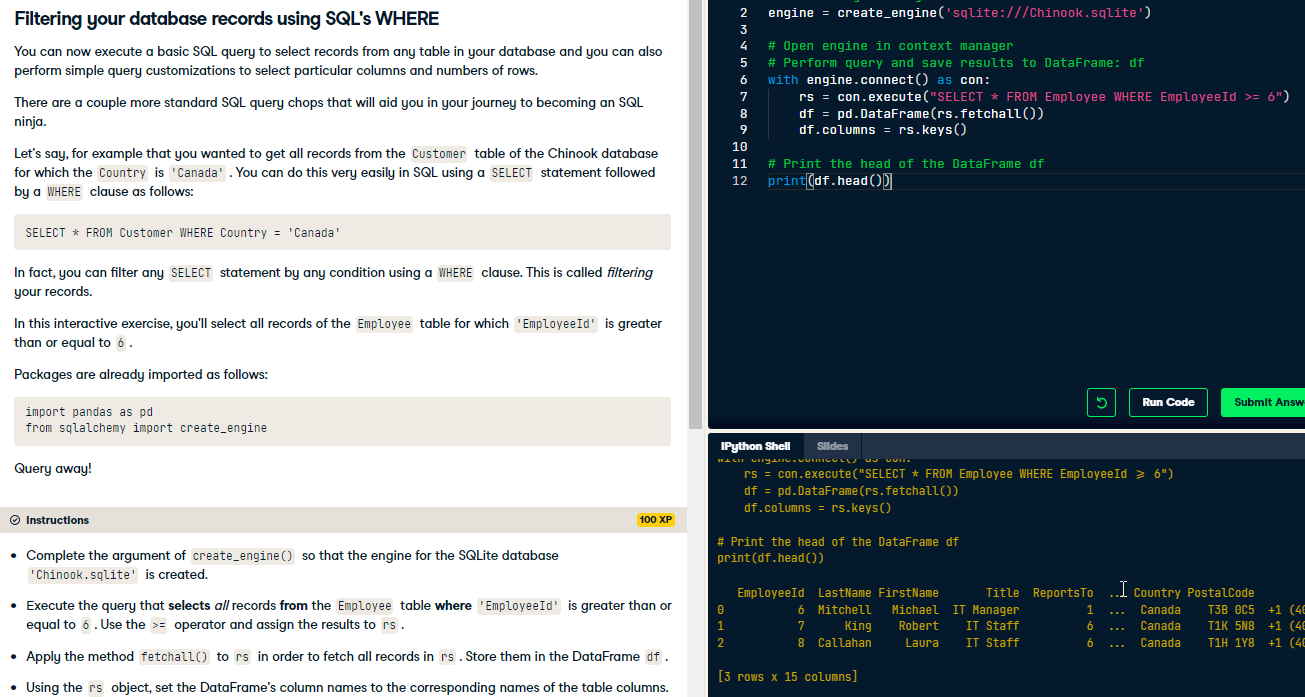 Filtering your database records using SQL's WHERE
You can now execute a basic SQL query to select records from any table in your database and you can also
perform simple query customizations to select particular columns and numbers of rows.
There are a couple more standard SQL query chops that will aid you in your journey to becoming an SQL
ninja.
Let's say, for example that you wanted to get all records from the Customer table of the Chinook database
for which the Country is 'Canada' . You can do this very easily in SQL using a SELECT statement followed
by a WHERE clause as follows:
SELECT * FROM Customer WHERE Country = 'Canada'
In fact, you can filter any SELECT statement by any condition using a WHERE clause. This is called filtering
your records.
In this interactive exercise, you'll select all records of the Employee table for which 'EmployeeId' is greater
than or equal to 6 .
Packages are already imported as follows:
import pandas as pd
from sqlalchemy import create_engine
Query away!
Instructions
100 XP
• Complete the argument of create_engine() so that the engine for the SQLite database
'Chinook.sqlite' is created.
• Execute the query that selects all records from the Employee table where 'EmployeeId' is greater than or
equal to 6 . Use the >= operator and assign the results to rs .
• Apply the method fetchall() to rs in order to fetch all records in rs . Store them in the DataFrame df .
• Using the rs object, set the DataFrame's column names to the corresponding names of the table columns.
2 engine = create_engine('sqlite:///Chinook.sqlite')
3
4 # Open engine in context manager
5 # Perform query and save results to DataFrame: df
6 with engine.connect() as con:
7 rs = con.execute("SELECT * FROM Employee WHERE EmployeeId >= 6")
8 df = pd.DataFrame(rs.fetchall())
9 df.columns = rs.keys()
10
11 # Print the head of the DataFrame df
12 print(df.head())
Run Code
Submit Answ
IPython Shell
Slides
with engine.connect() as con:
rs = con.execute("SELECT * FROM Employee WHERE EmployeeId >= 6")
df = pd.DataFrame(rs.fetchall())
df.columns = rs.keys()
# Print the head of the DataFrame df
print(df.head())
EmployeeId LastName FirstName Title ReportsTo ... Country PostalCode
0 6 Mitchell Michael IT Manager 1 ... Canada T3B 0C5 +1 (40
1 7 King Robert IT Staff 6 ... Canada T1K 5N8 +1 (40
2 8 Callahan Laura IT Staff 6 ... Canada T1H 1Y8 +1 (40
[3 rows x 15 columns]